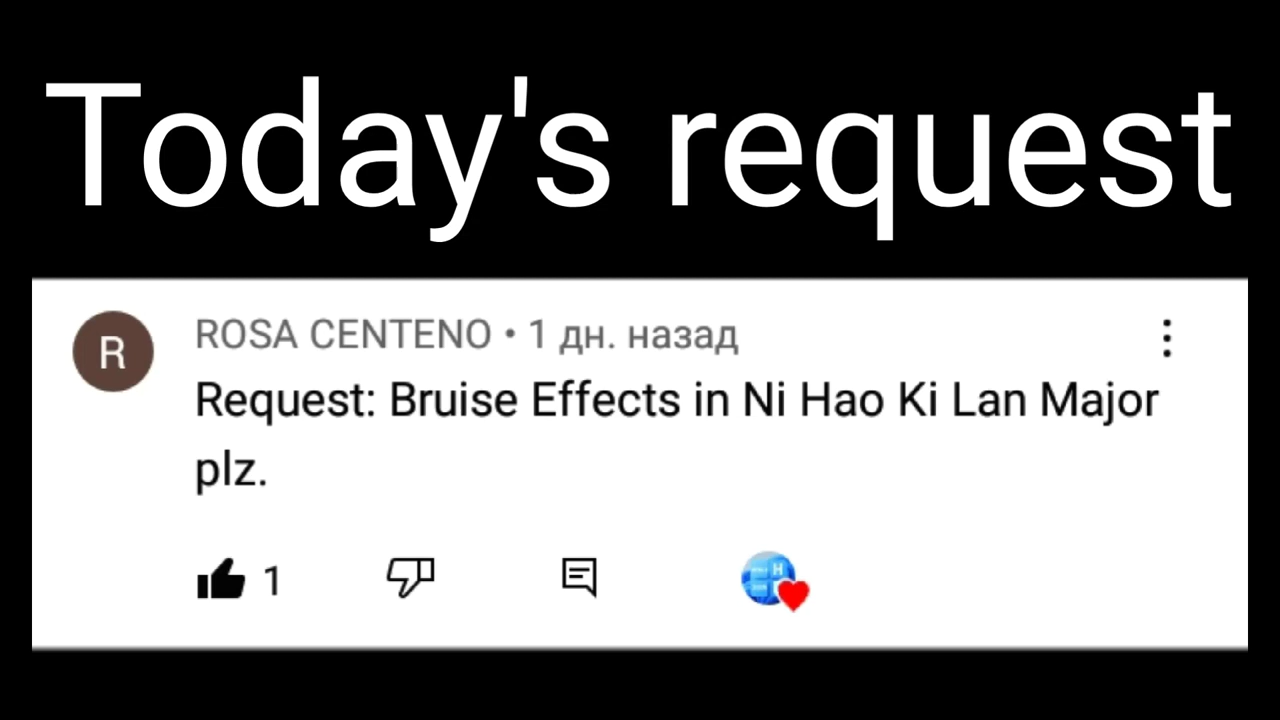 Today's request
R
ROSA CENTENO • 1 дн. назад
Request: Bruise Effects in Ni Hao Ki Lan Major
plz.
1
H